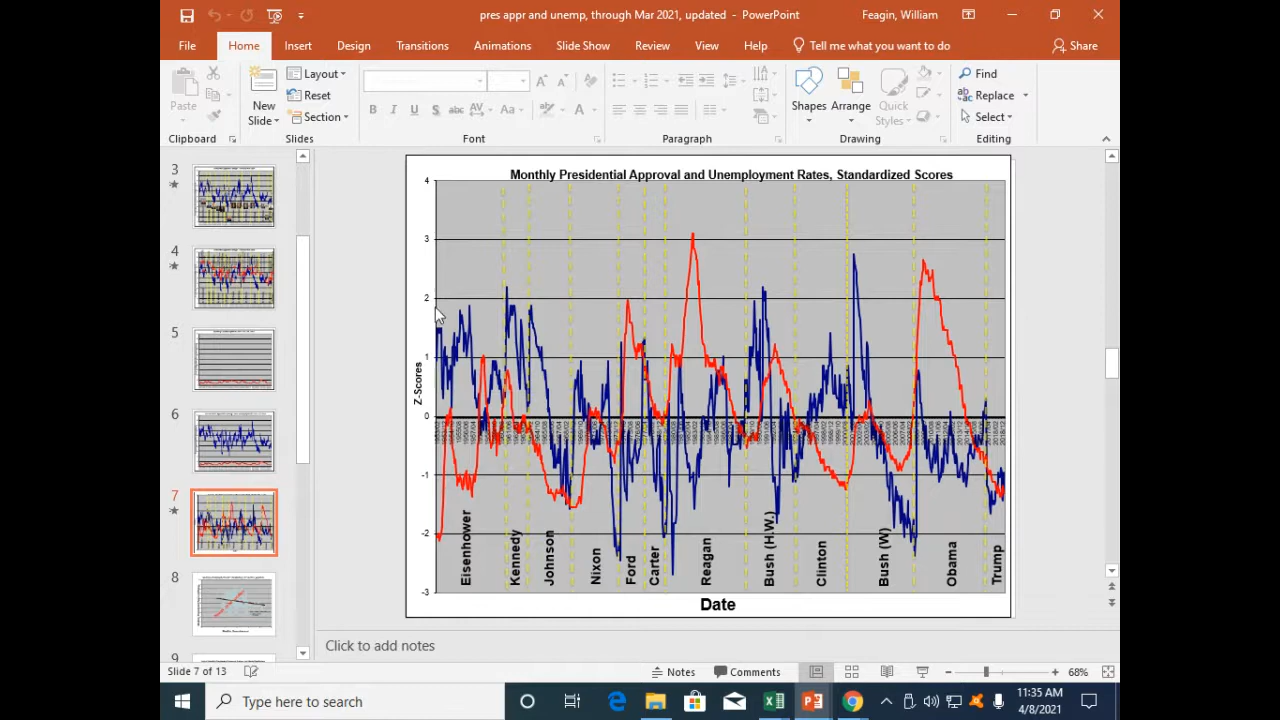 pres appr and unemp, through Mar 2021, updated - PowerPoint
Feagin, William
File Home Insert Design Transitions Animations Slide Show Review View Help Tell me what you want to do Share
Paste
New Slide
Layout
Reset
Section
Shapes
Arrange
Quick Styles
Find
Replace
Select
Clipboard Slides Font Paragraph Drawing Editing
B I U S abc AV Aa A
3
4
5
6
7
8
9
Monthly Presidential Approval and Unemployment Rates, Standardized Scores
4
3
2
1
0
-1
-2
-3
Z-Scores
Eisenhower
Kennedy
Johnson
Nixon
Ford
Carter
Reagan
Bush (H.W.)
Clinton
Bush (W)
Obama
Trump
Date
Click to add notes
Slide 7 of 13
Notes
Comments
68%
Type here to search
11:35 AM
4/8/2021